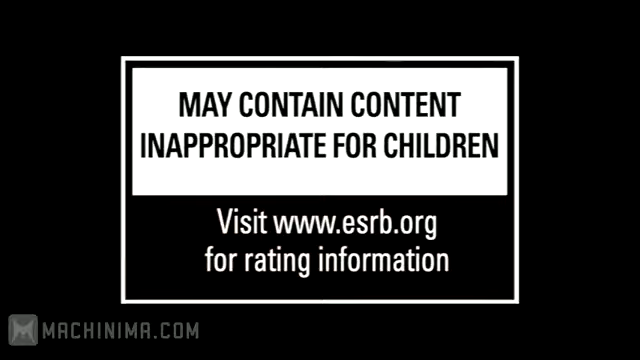 MAY CONTAIN CONTENT
INAPPROPRIATE FOR CHILDREN
Visit www.esrb.org
for rating information
MACHINIMA.COM